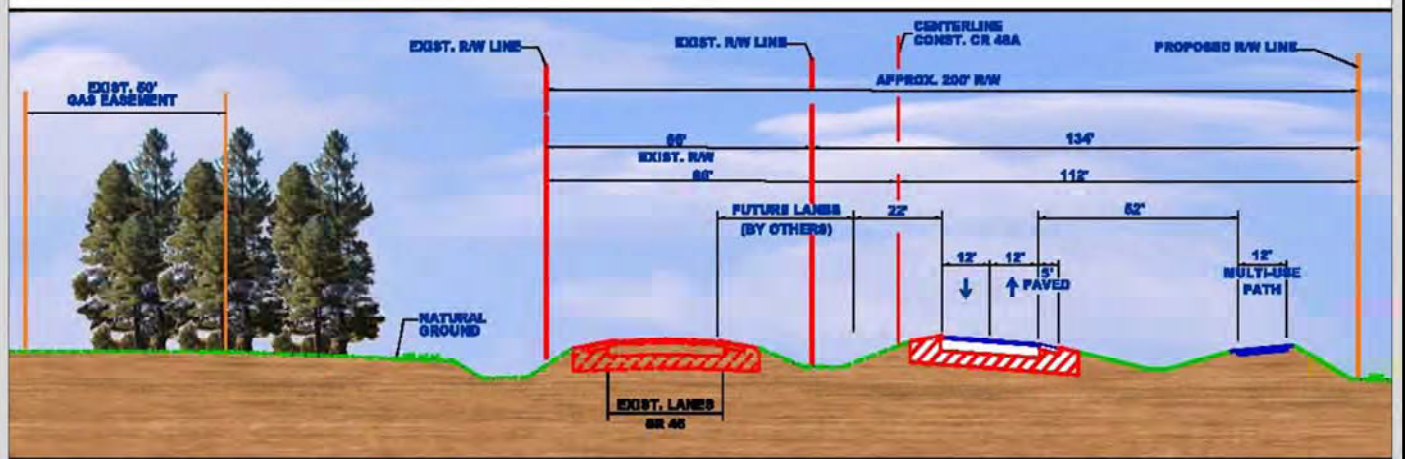 EXIST. R/W LINE
EXIST. R/W LINE
CENTERLINE
CONST. CR 46A
PROPOSED R/W LINE
EXIST. 50'
GAS EASEMENT
APPROX. 200' R/W
66'
134'
EXIST. R/W
88'
112'
FUTURE LANES
(BY OTHERS)
22'
52'
12'
12'
5'
PAVED
12'
MULTI-USE
PATH
NATURAL
GROUND
EXIST. LANES
SR 46